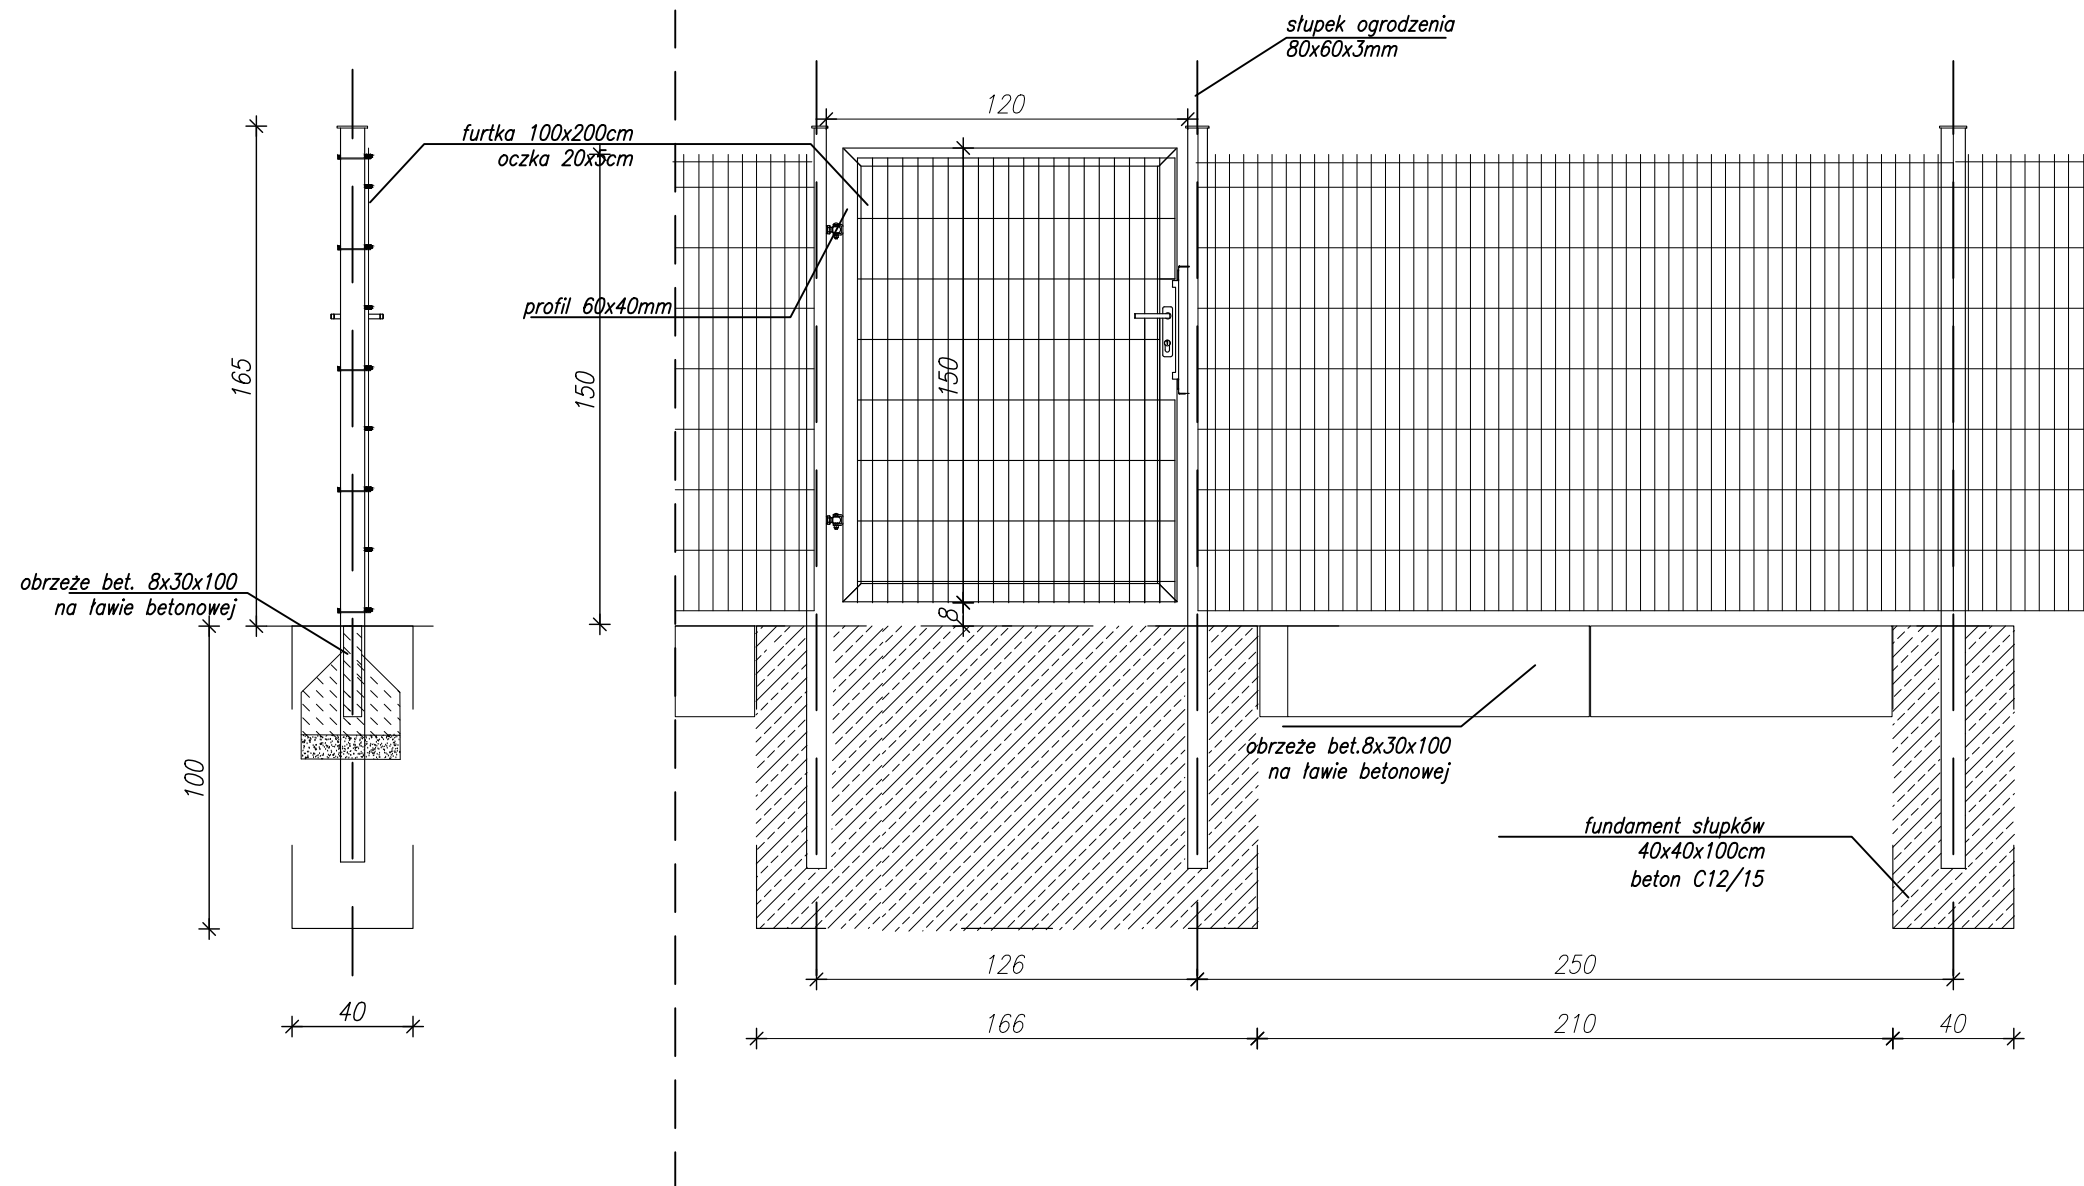 słupek ogrodzenia
80x60x3mm
120
furtka 100x200cm
oczka 20x5cm
profil 60x40mm
165
150
150
obrzeże bet. 8x30x100
na ławie betonowej
8
100
obrzeże bet.8x30x100
na ławie betonowej
fundament słupków
40x40x100cm
beton C12/15
126
250
40
166
210
40